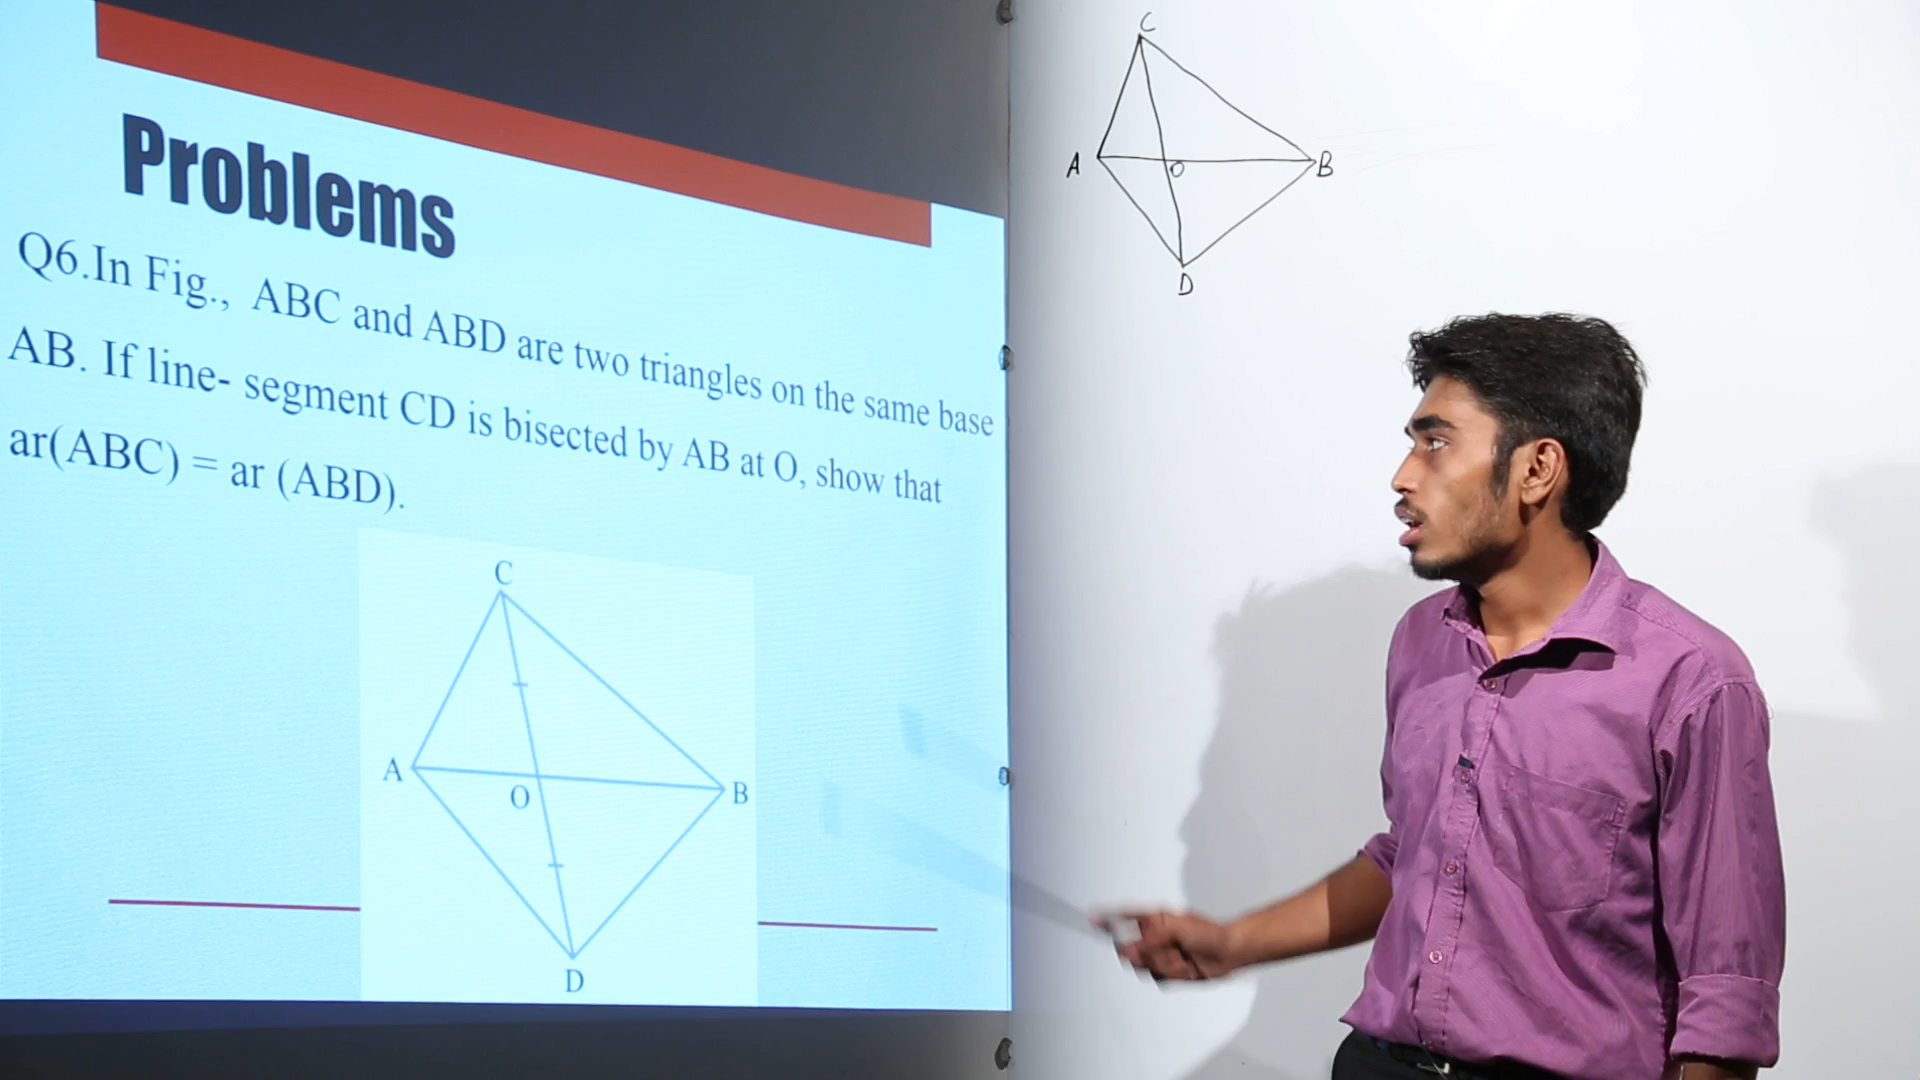 Problems
Q6.In Fig., ABC and ABD are two triangles on the same base
AB. If line- segment CD is bisected by AB at O, show that
ar(ABC) = ar (ABD).
C
A
O
B
D
C
A
O
B
D